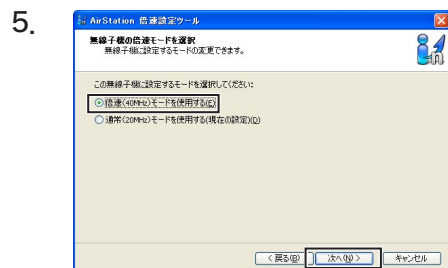 5.
AirStation 倍速設定ツール
無線子機の倍速モードを選択
無線子機に設定するモードの変更できます。
この無線子機に設定するモードを選択してください:
倍速(40MHz)モードを使用する(E)
通常(20MHz)モードを使用する(現在の設定)(D)
< 戻る(B) 次へ(N) > キャンセル